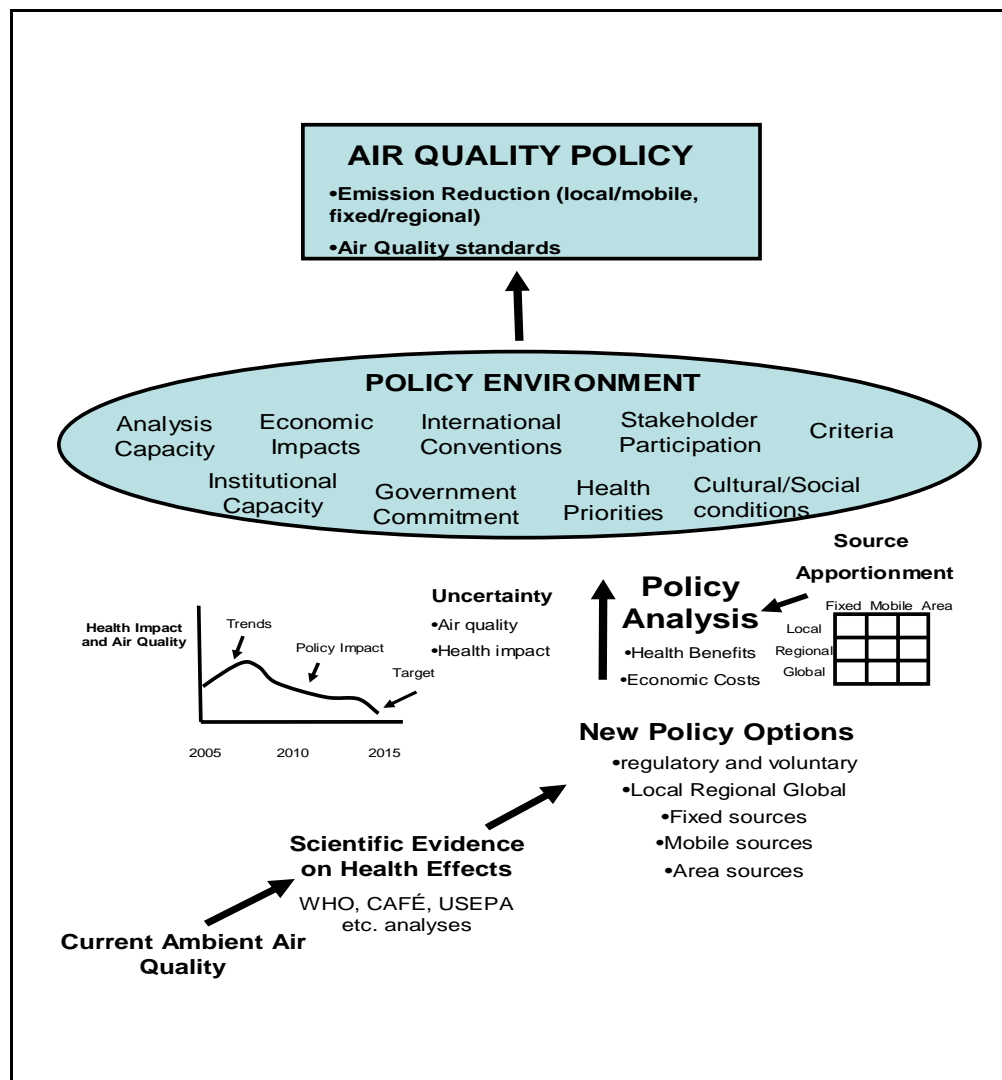 AIR QUALITY POLICY
•Emission Reduction (local/mobile,
fixed/regional)
•Air Quality standards
POLICY ENVIRONMENT
Analysis
Capacity
Economic
Impacts
International
Conventions
Stakeholder
Participation
Criteria
Institutional
Capacity
Government
Commitment
Health
Priorities
Cultural/Social
conditions
Source
Apportionment
Policy
Analysis
•Health Benefits
•Economic Costs
Fixed Mobile Area
Local
Regional
Global
Uncertainty
•Air quality
•Health impact
Health Impact
and Air Quality
Trends
Policy Impact
Target
2005
2010
2015
New Policy Options
•regulatory and voluntary
•Local Regional Global
•Fixed sources
•Mobile sources
•Area sources
Scientific Evidence
on Health Effects
WHO, CAFÉ, USEPA
etc. analyses
Current Ambient Air
Quality